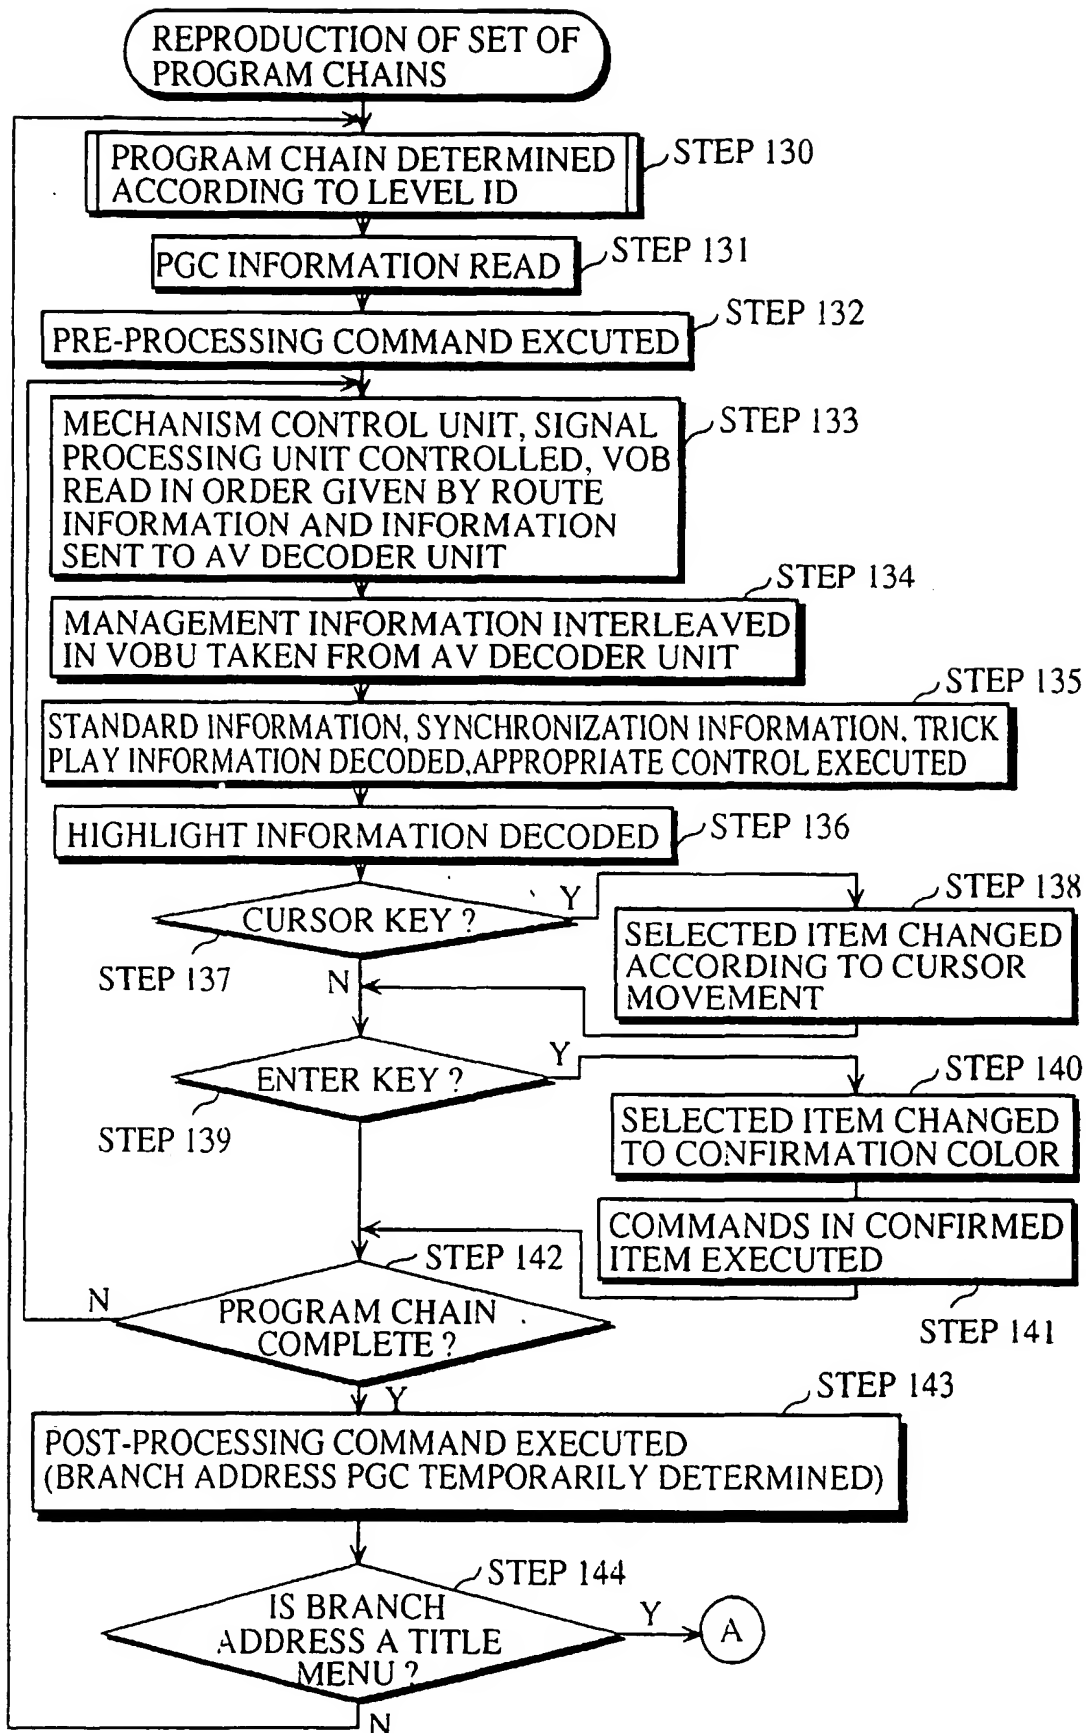 REPRODUCTION OF SET OF
PROGRAM CHAINS
PROGRAM CHAIN DETERMINED
ACCORDING TO LEVEL ID
STEP 130
PGC INFORMATION READ
STEP 131
PRE-PROCESSING COMMAND EXCUTED
STEP 132
MECHANISM CONTROL UNIT, SIGNAL
PROCESSING UNIT CONTROLLED, VOB
READ IN ORDER GIVEN BY ROUTE
INFORMATION AND INFORMATION
SENT TO AV DECODER UNIT
STEP 133
STEP 134
MANAGEMENT INFORMATION INTERLEAVED
IN VOBU TAKEN FROM AV DECODER UNIT
STEP 135
STANDARD INFORMATION, SYNCHRONIZATION INFORMATION, TRICK
PLAY INFORMATION DECODED, APPROPRIATE CONTROL EXECUTED
HIGHLIGHT INFORMATION DECODED
STEP 136
CURSOR KEY ?
Y
STEP 137
N
STEP 138
SELECTED ITEM CHANGED
ACCORDING TO CURSOR
MOVEMENT
ENTER KEY ?
Y
STEP 139
STEP 140
SELECTED ITEM CHANGED
TO CONFIRMATION COLOR
COMMANDS IN CONFIRMED
ITEM EXECUTED
STEP 141
STEP 142
N
PROGRAM CHAIN
COMPLETE ?
Y
STEP 143
POST-PROCESSING COMMAND EXECUTED
(BRANCH ADDRESS PGC TEMPORARILY DETERMINED)
STEP 144
IS BRANCH
ADDRESS A TITLE
MENU ?
Y
A
N